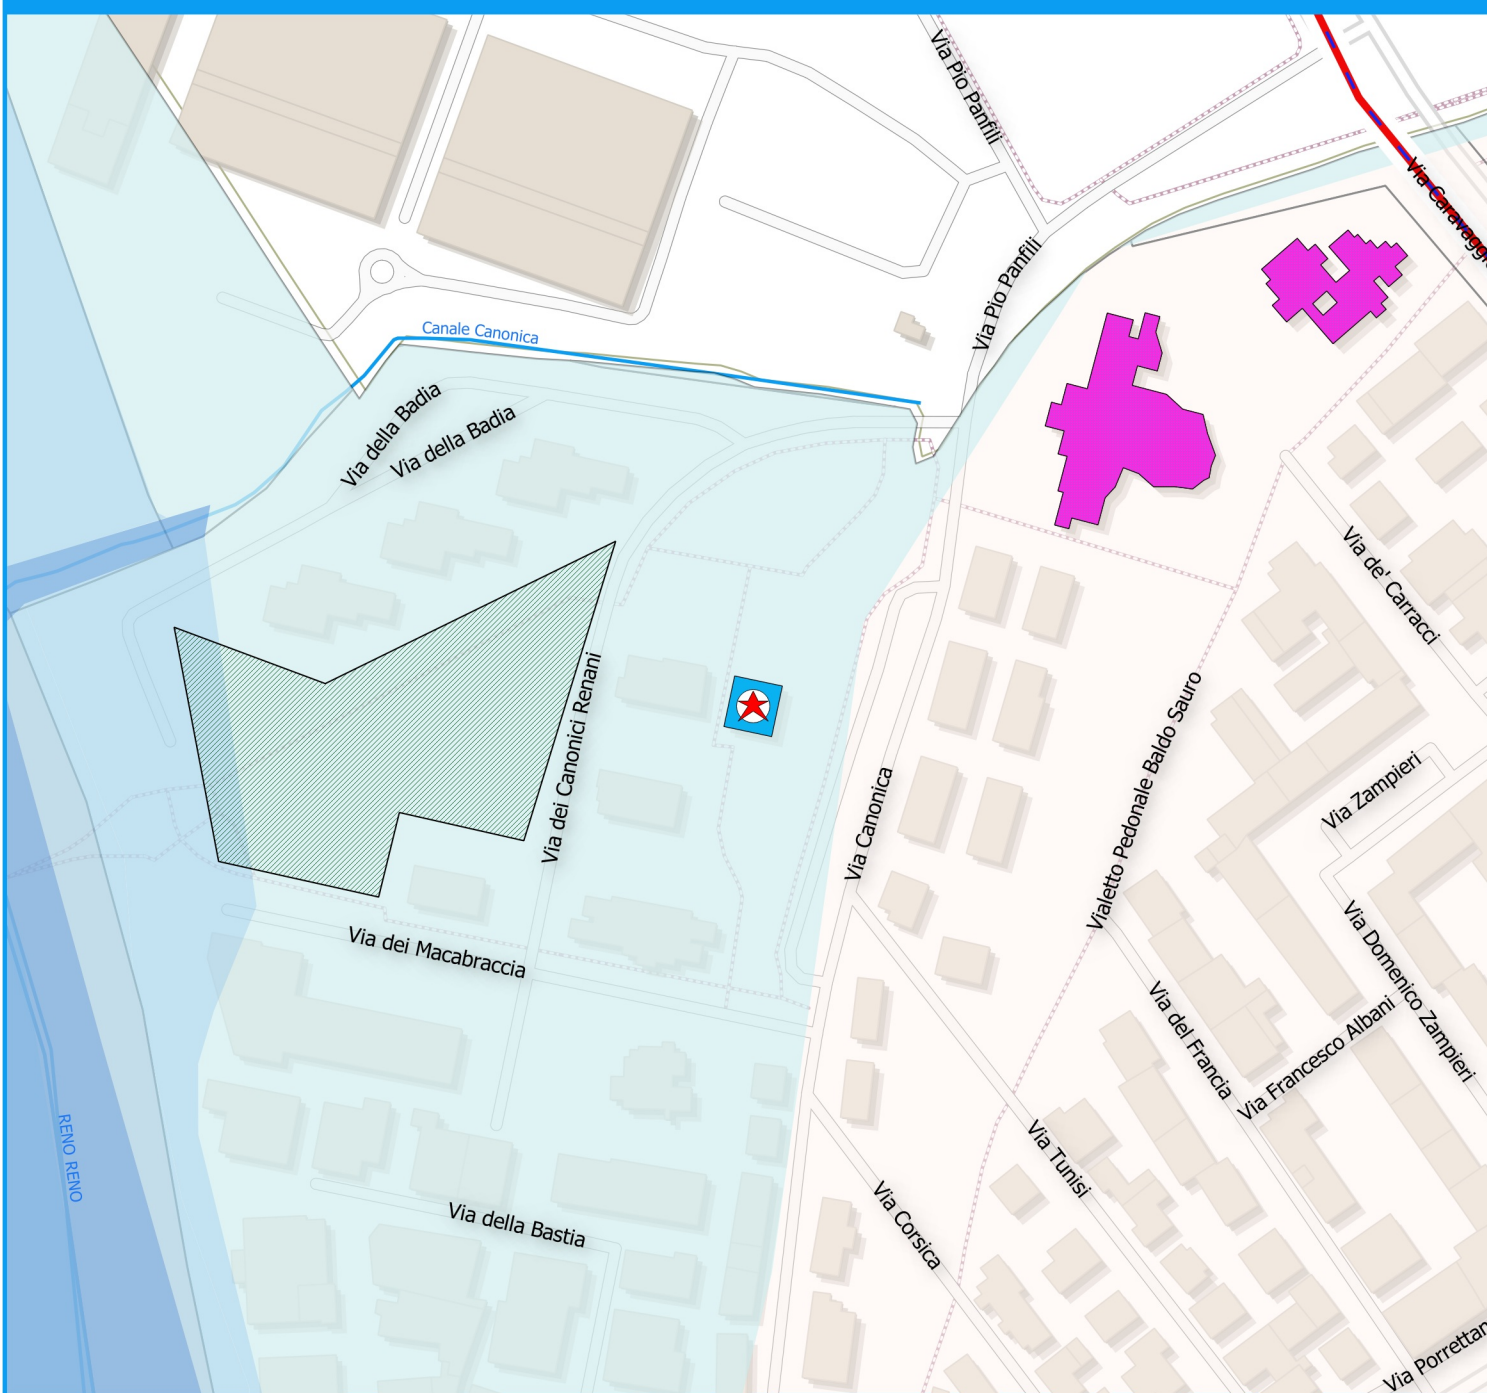 Via Pio Panfili
Via Caravaggi
Via Pio Panfili
Canale Canonica
Via della Badia
Via della Badia
Via de' Carracci
Via dei Canonici Renani
Vialetto Pedonale Baldo Sauro
Via Canonica
Via Zampieri
Via Domenico Zampieri
Via dei Macabraccia
Via del Francia
Via Francesco Albani
RENO RENO
Via Tunisi
Via Corsica
Via della Bastia
Via Porrettan